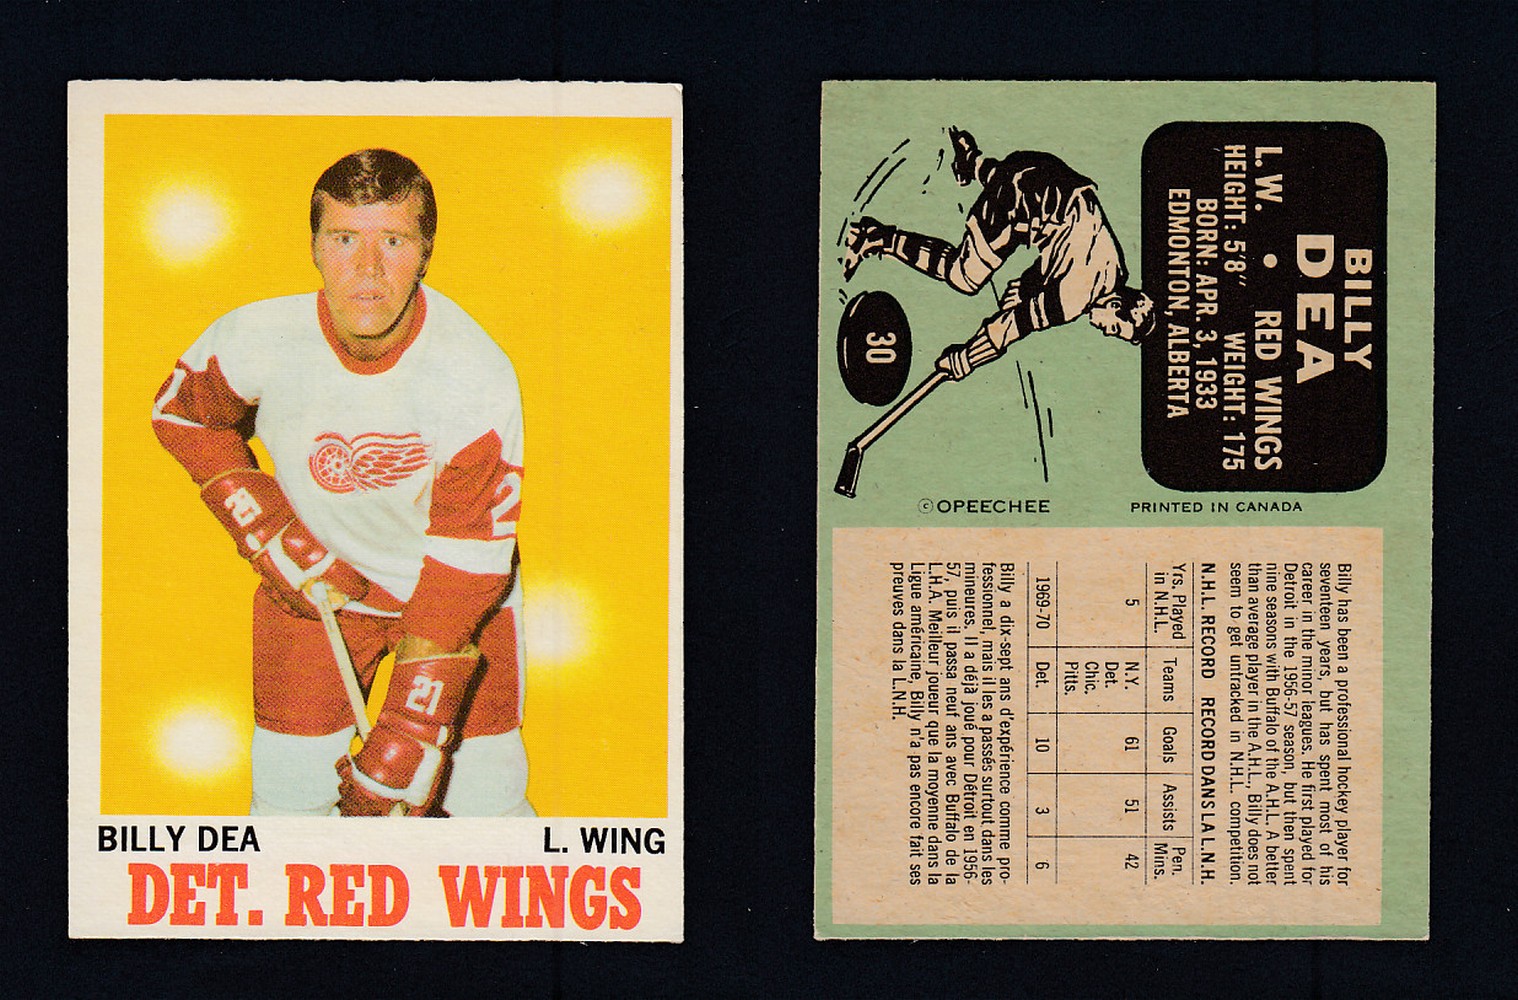 2
21
21
BILLY DEA L. WING
DET. RED WINGS
BILLY
DEA
L. W. • RED WINGS
HEIGHT: 5'8" WEIGHT: 175
BORN: APR. 3, 1933
EDMONTON, ALBERTA
30
©OPEECHEE PRINTED IN CANADA
Billy has been a professional hockey player for
seventeen years, but has spent most of his
career in the minor leagues. He first played for
Detroit in the 1956-57 season, but then spent
nine seasons with Buffalo of the A.H.L. A better
than average player in the A.H.L., Billy does not
seem to get untracked in N.H.L. competition.
N.H.L. RECORD RECORD DANS LA L.N.H.
Yrs. Played in N.H.L. Teams Goals Assists Pen. Mins.
5 N.Y. 61 51 42
Det.
Chic.
Pitts.
1969-70 Det. 10 3 6
Billy a dix-sept ans d'expérience comme pro-
fessionnel, mais il les a passés surtout dans les
mineures. Il a déjà joué pour Détroit en 1956-
57, puis il passa neuf ans avec Buffalo de la
L.H.A. Meilleur joueur que la moyenne dans la
Ligue américaine, Billy n'a pas encore fait ses
preuves dans la L.N.H.